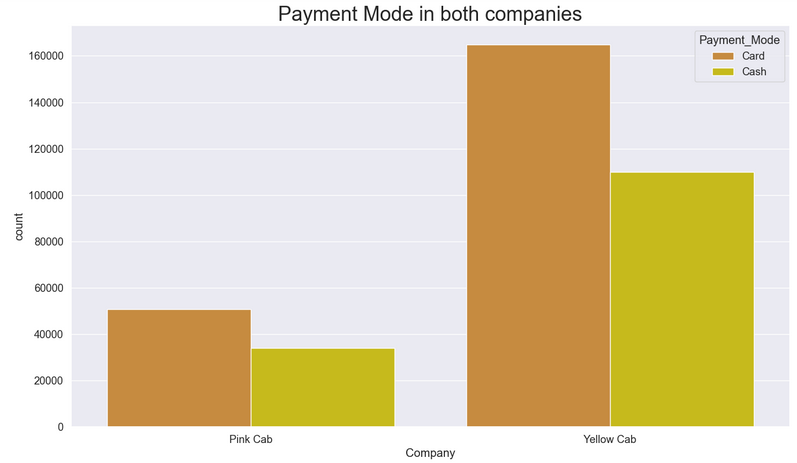 Payment Mode in both companies
Payment_Mode
Card
Cash
160000
140000
120000
100000
80000
60000
40000
20000
0
count
Pink Cab
Yellow Cab
Company